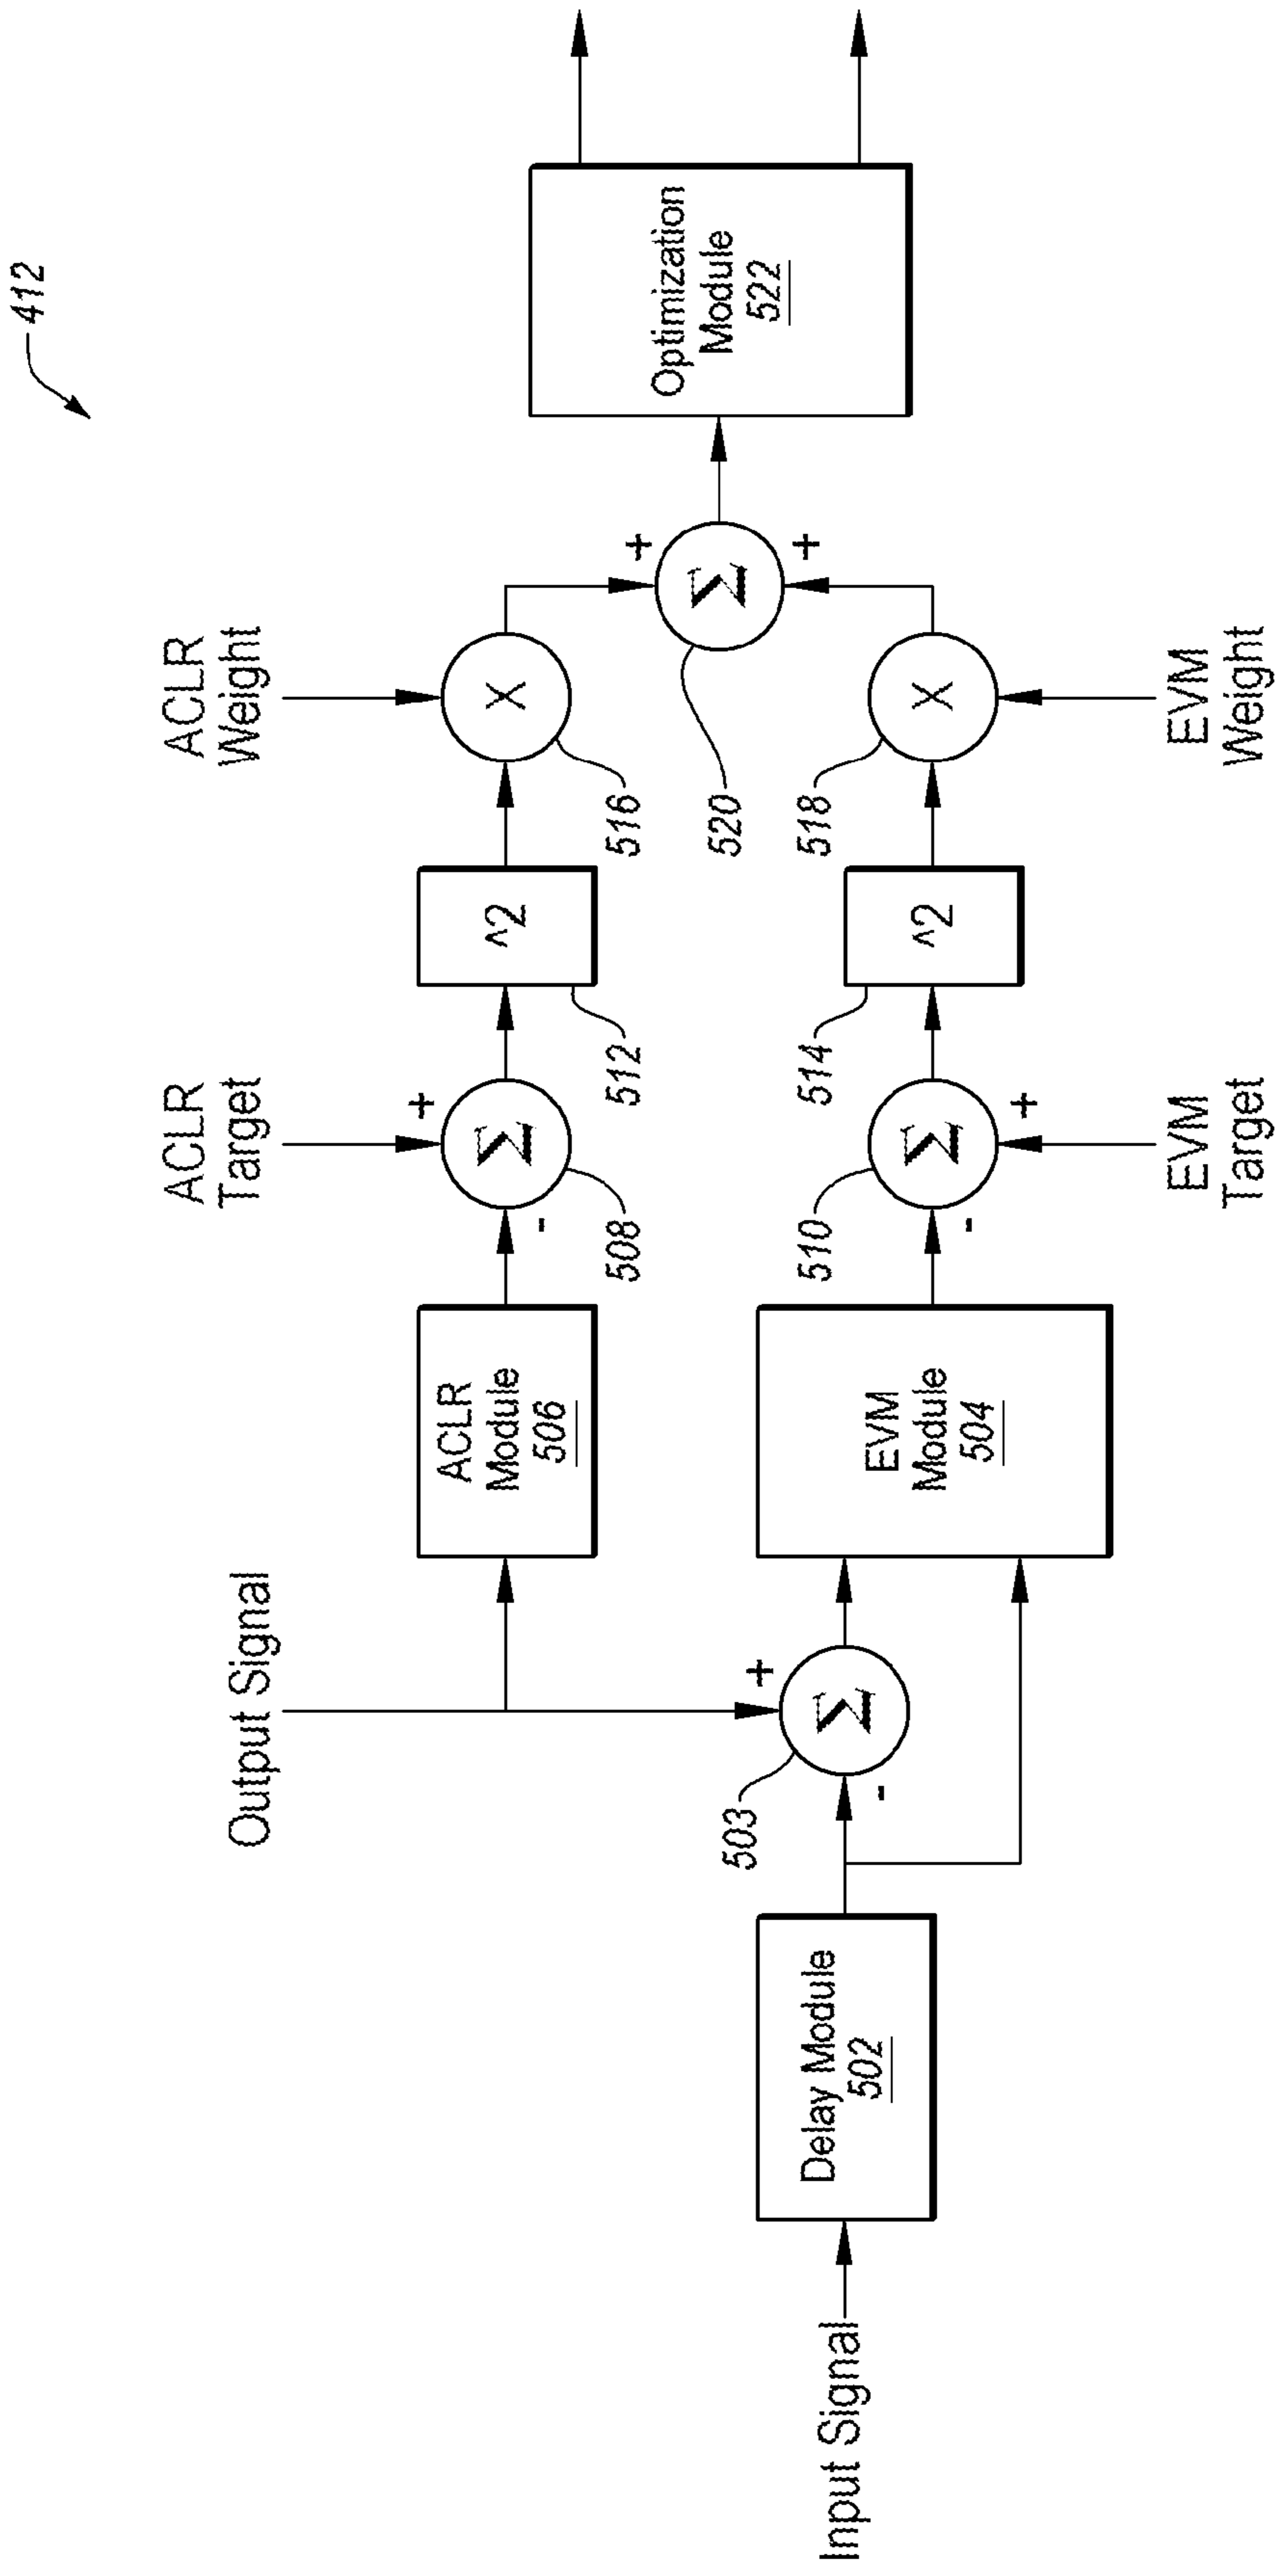 412
Output Signal
ACLR
Target
ACLR
Weight
ACLR
Module
506
+
-
Σ
508
^2
512
X
516
+
Σ
520
+
Optimization
Module
522
Input Signal
Delay Module
502
503
+
-
Σ
EVM
Module
504
510
-
Σ
+
514
^2
518
X
EVM
Target
EVM
Weight